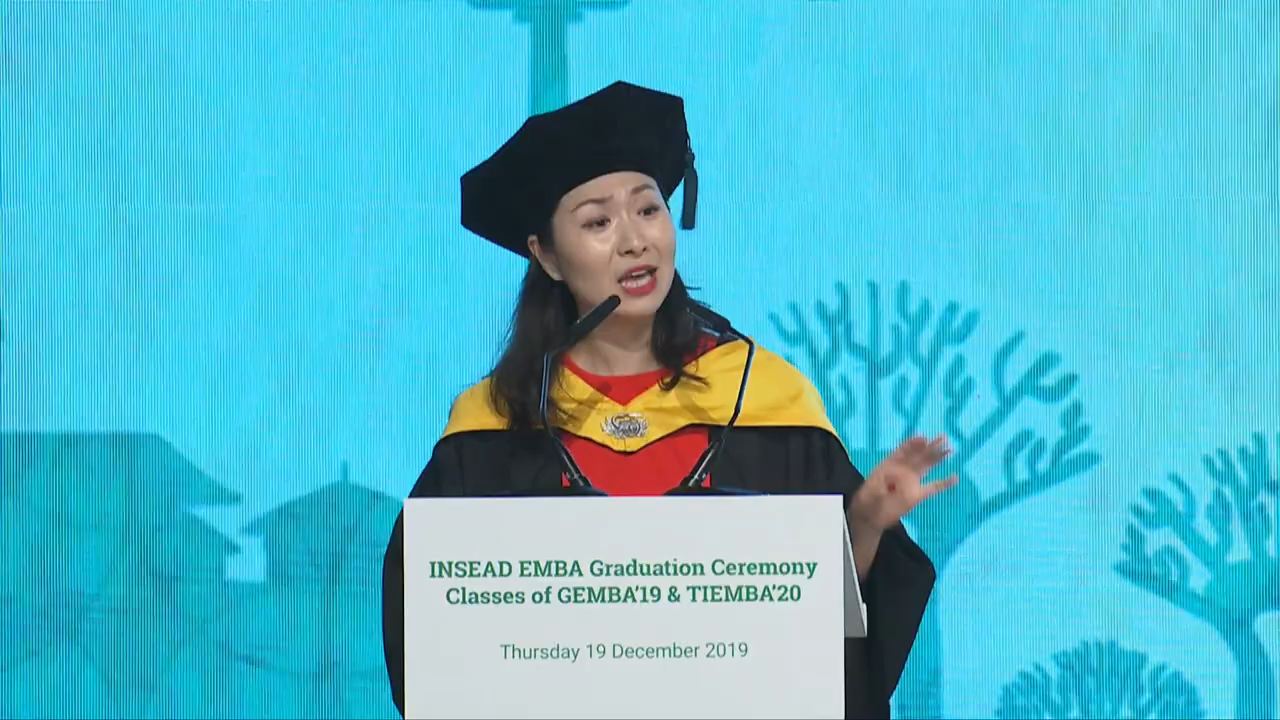 INSEAD EMBA Graduation Ceremony
Classes of GEMBA'19 & TIEMBA'20
Thursday 19 December 2019